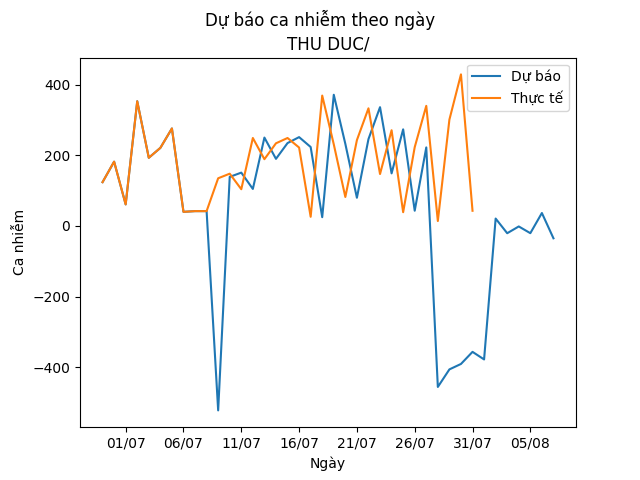 Dự báo ca nhiễm theo ngày
THU DUC/
Dự báo
Thực tế
Ca nhiễm
400
200
0
−200
−400
01/07 06/07 11/07 16/07 21/07 26/07 31/07 05/08
Ngày